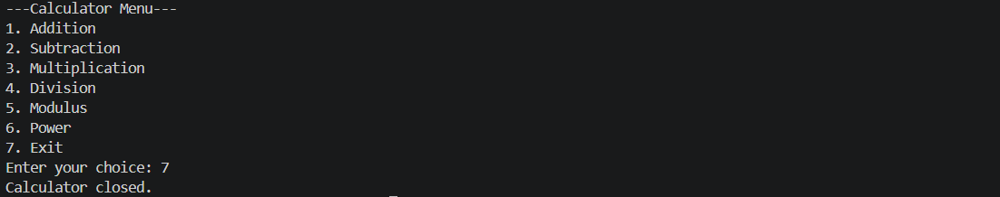 ---Calculator Menu---
1. Addition
2. Subtraction
3. Multiplication
4. Division
5. Modulus
6. Power
7. Exit
Enter your choice: 7
Calculator closed.